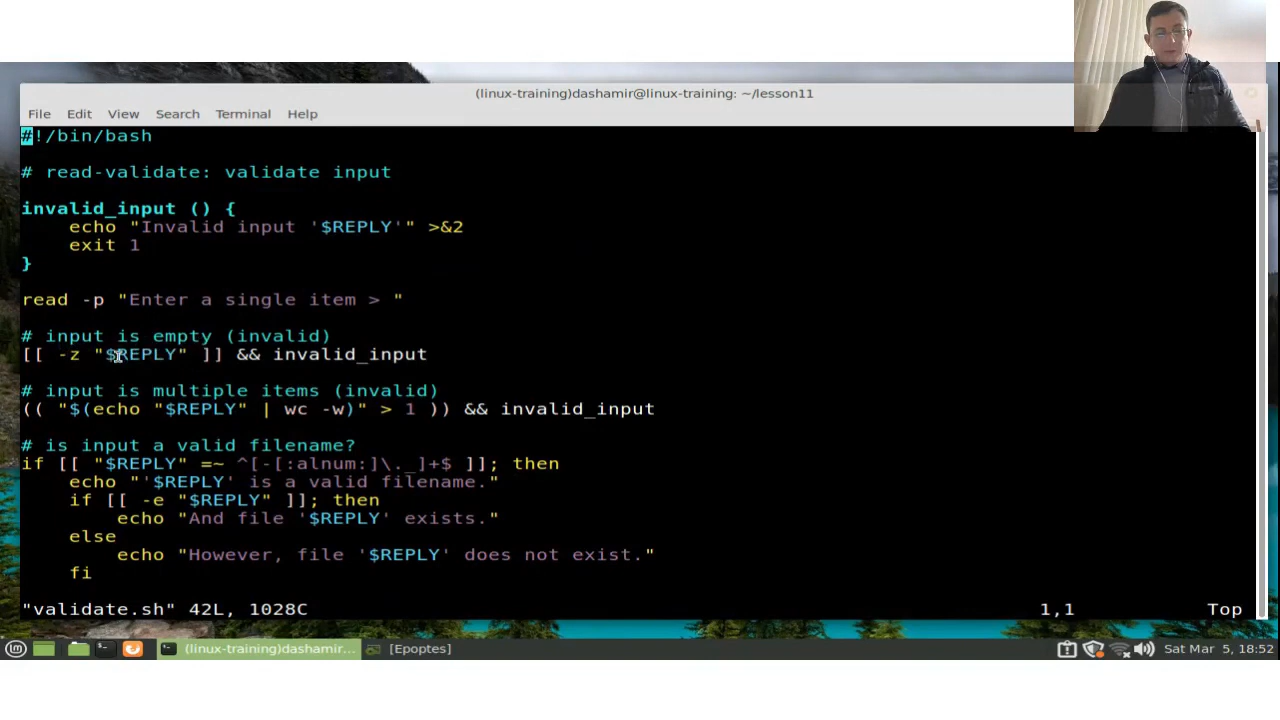 (linux-training)dashamir@linux-training: ~/lesson11
File Edit View Search Terminal Help
#!/bin/bash
# read-validate: validate input
invalid_input () {
    echo "Invalid input '$REPLY'" >&2
    exit 1
}
read -p "Enter a single item > "
# input is empty (invalid)
[[ -z "$REPLY" ]] && invalid_input
# input is multiple items (invalid)
(( "$(echo "$REPLY" | wc -w)" > 1 )) && invalid_input
# is input a valid filename?
if [[ "$REPLY" =~ ^[-[:alnum:]\._]+$ ]]; then
    echo "'$REPLY' is a valid filename."
    if [[ -e "$REPLY" ]]; then
        echo "And file '$REPLY' exists."
    else
        echo "However, file '$REPLY' does not exist."
    fi
"validate.sh" 42L, 1028C 1,1 Top
(linux-training)dashamir... [Epoptes] Sat Mar 5, 18:52